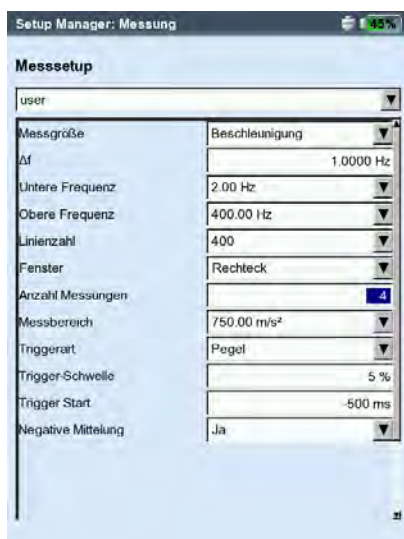 Setup Manager: Messung 45%
Messsetup
user
Messgröße Beschleunigung
Δf 1.0000 Hz
Untere Frequenz 2.00 Hz
Obere Frequenz 400.00 Hz
Linienzahl 400
Fenster Rechteck
Anzahl Messungen 4
Messbereich 750.00 m/s²
Triggerart Pegel
Trigger-Schwelle 5 %
Trigger Start -500 ms
Negative Mittelung Ja